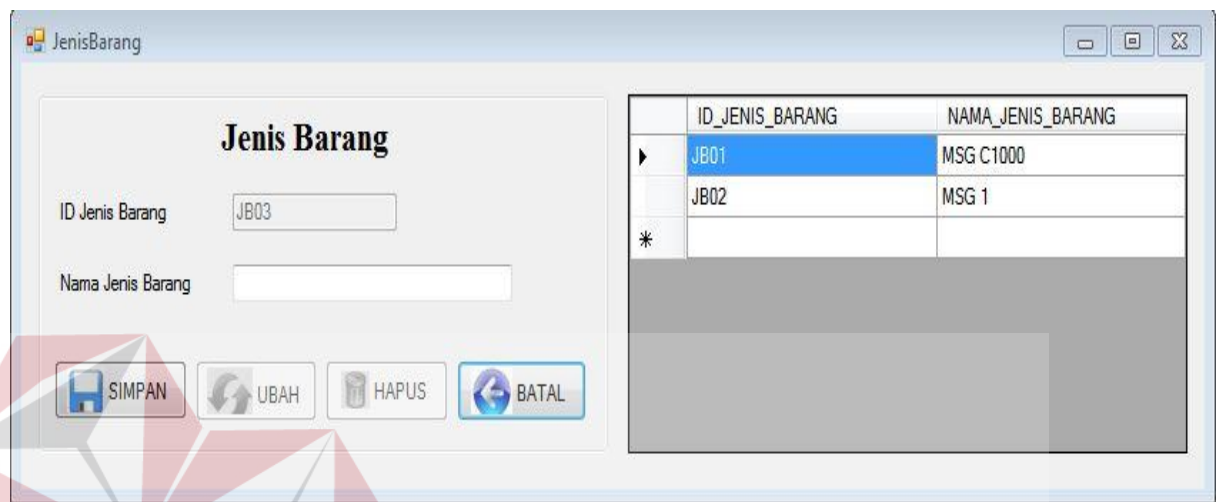 JenisBarang
Jenis Barang
ID Jenis Barang JB03
Nama Jenis Barang
SIMPAN UBAH HAPUS BATAL
ID_JENIS_BARANG NAMA_JENIS_BARANG
JB01 MSG C1000
JB02 MSG 1